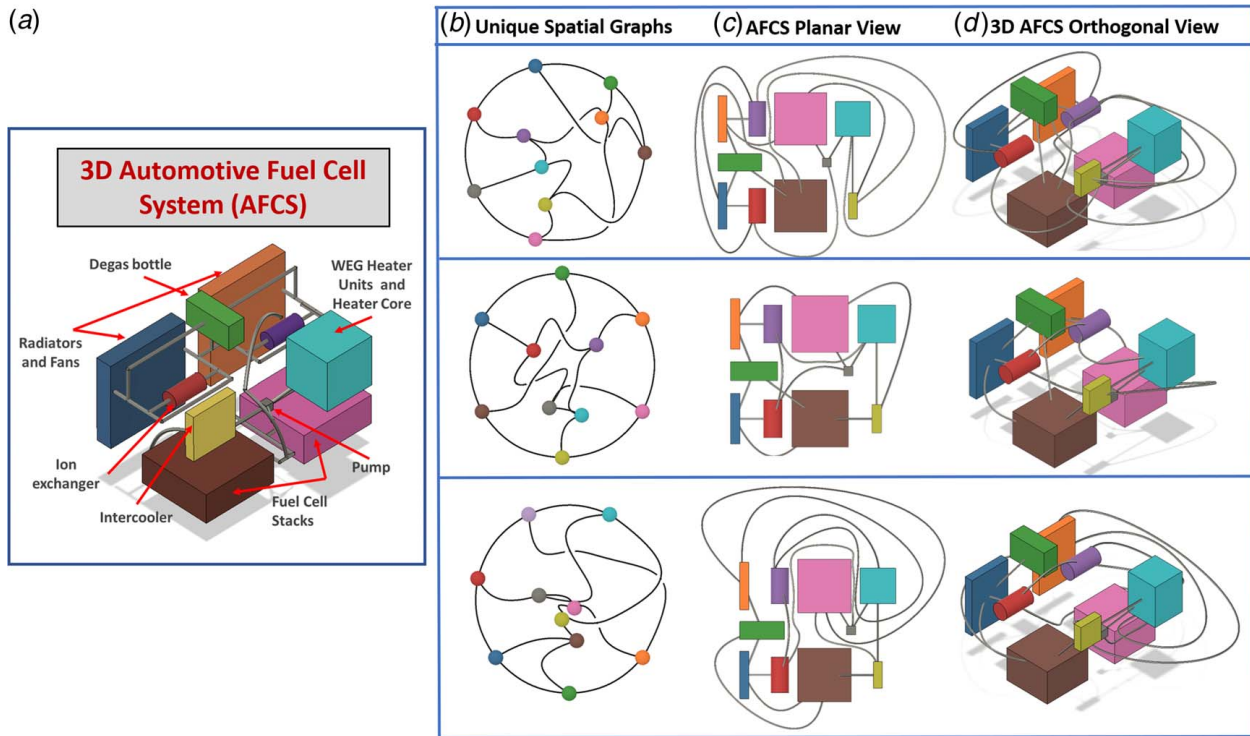 (a)
3D Automotive Fuel Cell
System (AFCS)
Degas bottle
WEG Heater
Units and
Heater Core
Radiators
and Fans
Ion
exchanger
Intercooler
Fuel Cell
Stacks
Pump
(b) Unique Spatial Graphs
(c) AFCS Planar View
(d) 3D AFCS Orthogonal View